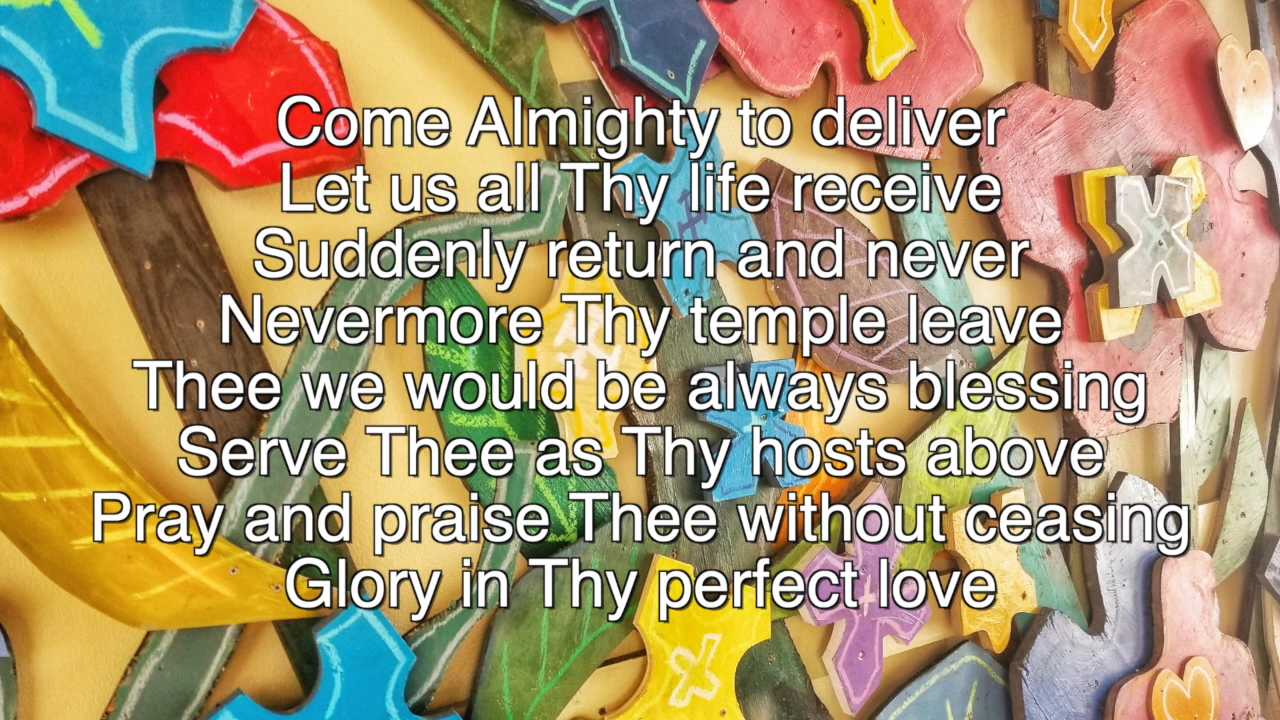 Come Almighty to deliver
Let us all Thy life receive
Suddenly return and never
Nevermore Thy temple leave
Thee we would be always blessing
Serve Thee as Thy hosts above
Pray and praise Thee without ceasing
Glory in Thy perfect love